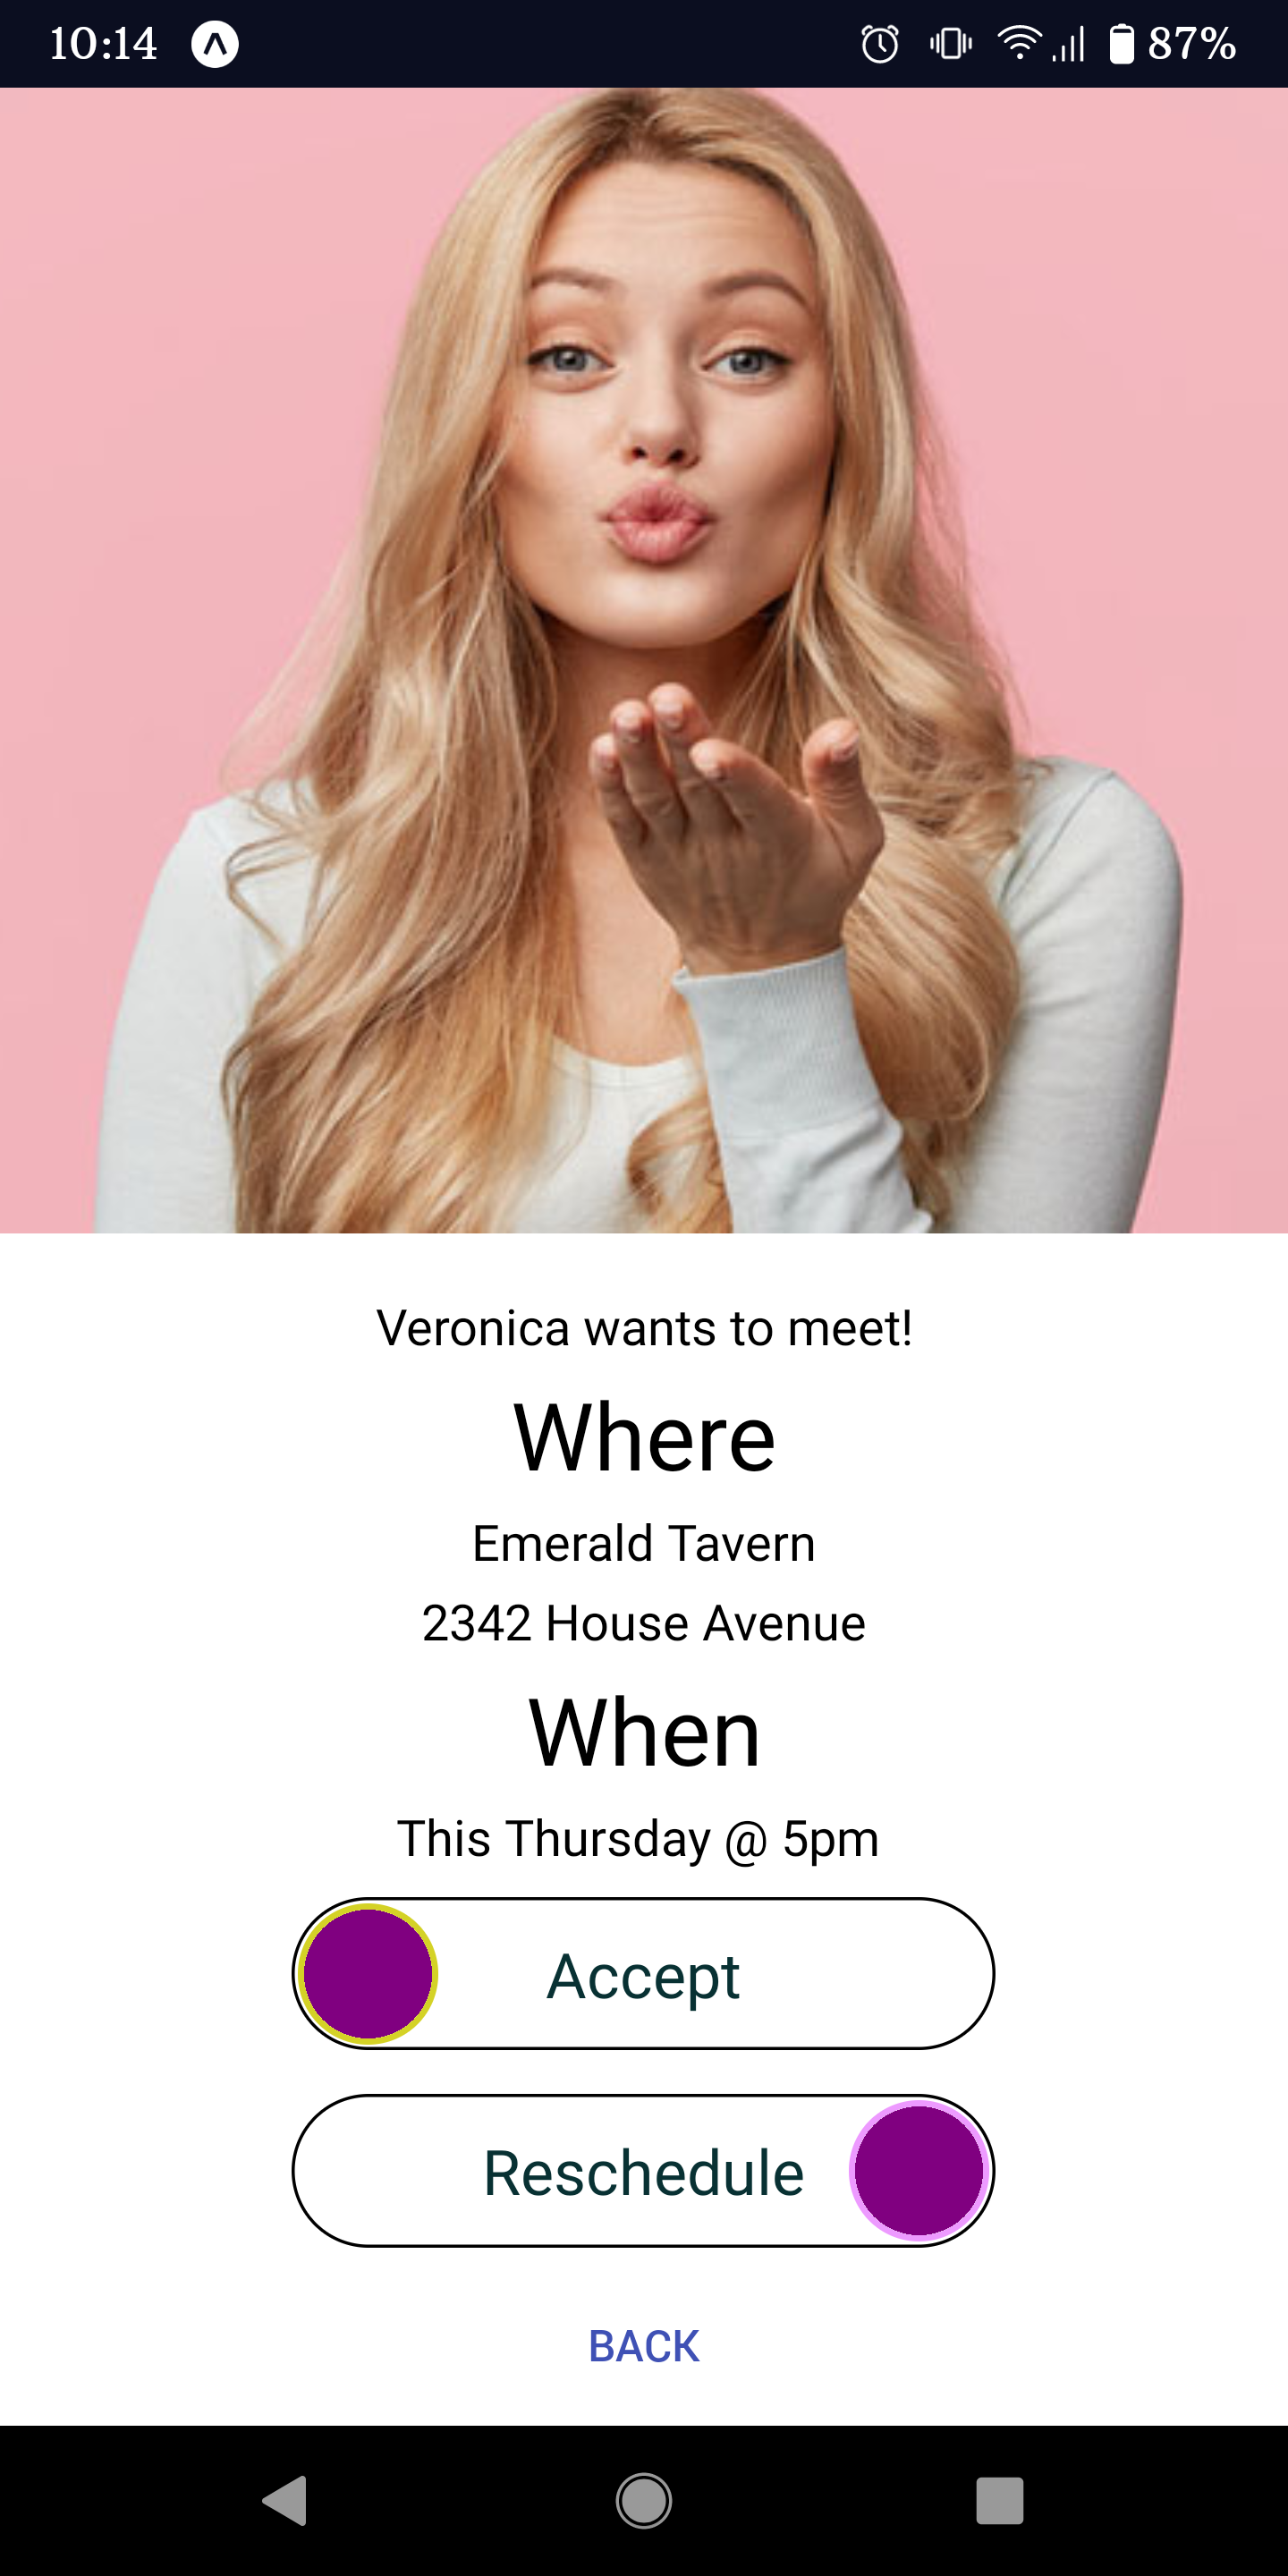 10:14
87%
Veronica wants to meet!
Where
Emerald Tavern
2342 House Avenue
When
This Thursday @ 5pm
Accept
Reschedule
BACK